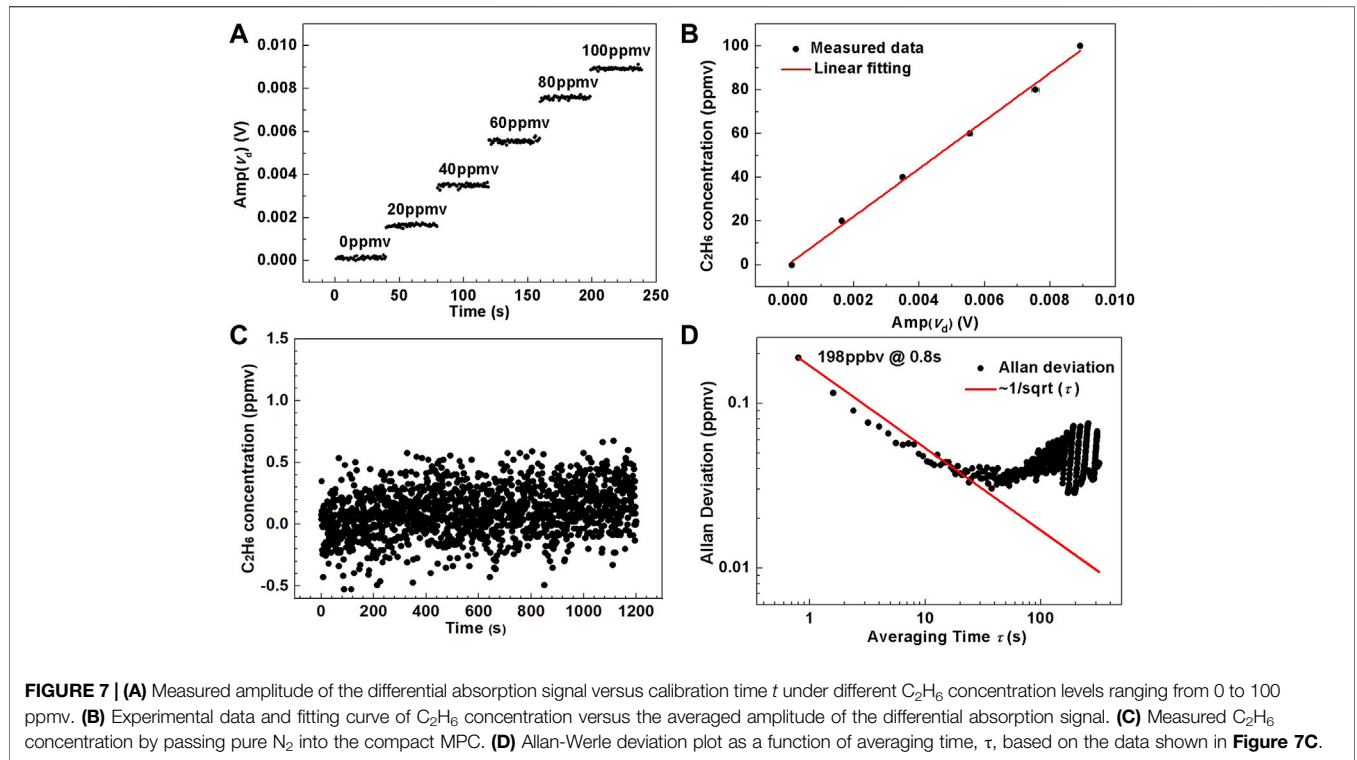 A
0.010
0.008
0.006
0.004
0.002
0.000
Amp(νd) (V)
0ppmv
20ppmv
40ppmv
60ppmv
80ppmv
100ppmv
0 50 100 150 200 250
Time (s)
B
100
80
60
40
20
0
C2H6 concentration (ppmv)
Measured data
Linear fitting
0.000 0.002 0.004 0.006 0.008 0.010
Amp(νd) (V)
C
1.5
1.0
0.5
0.0
-0.5
C2H6 concentration (ppmv)
0 200 400 600 800 1000 1200
Time (s)
D
198ppbv @ 0.8s
Allan deviation
~1/sqrt (τ)
0.1
0.01
Allan Deviation (ppmv)
1 10 100
Averaging Time τ (s)
FIGURE 7 | (A) Measured amplitude of the differential absorption signal versus calibration time t under different C2H6 concentration levels ranging from 0 to 100
ppmv. (B) Experimental data and fitting curve of C2H6 concentration versus the averaged amplitude of the differential absorption signal. (C) Measured C2H6
concentration by passing pure N2 into the compact MPC. (D) Allan-Werle deviation plot as a function of averaging time, τ, based on the data shown in Figure 7C.